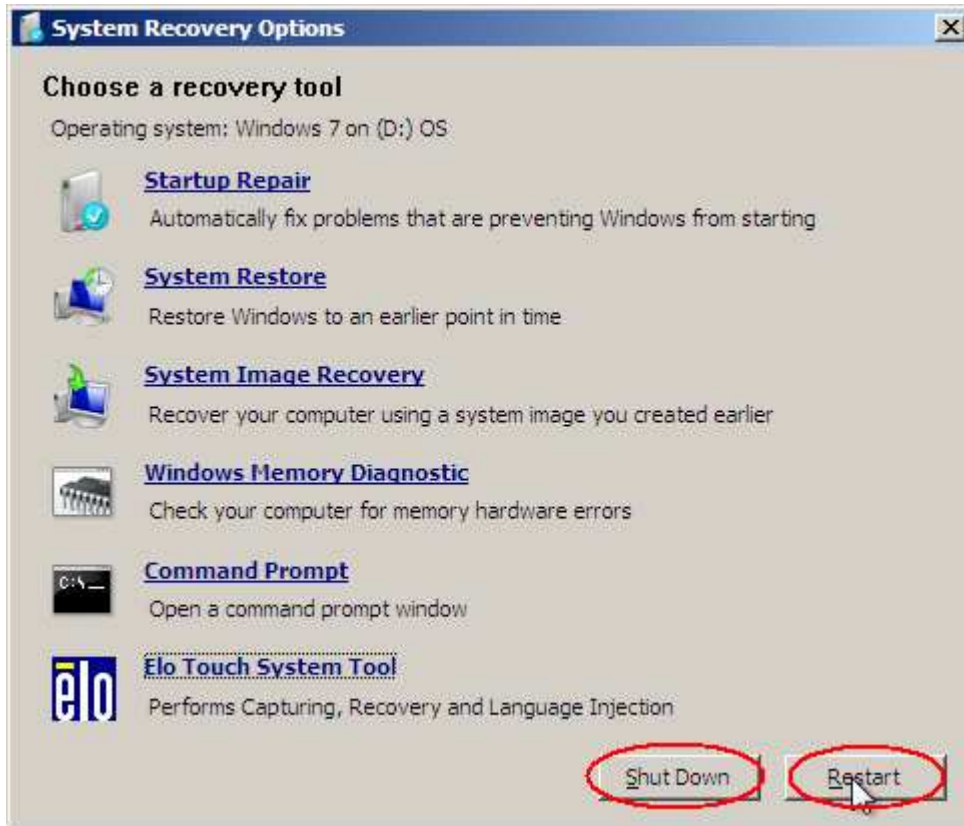 System Recovery Options
Choose a recovery tool
Operating system: Windows 7 on (D:) OS
Startup Repair
Automatically fix problems that are preventing Windows from starting
System Restore
Restore Windows to an earlier point in time
System Image Recovery
Recover your computer using a system image you created earlier
Windows Memory Diagnostic
Check your computer for memory hardware errors
Command Prompt
C:\_
Open a command prompt window
Elo Touch System Tool
ēlo
Performs Capturing, Recovery and Language Injection
Shut Down Restart